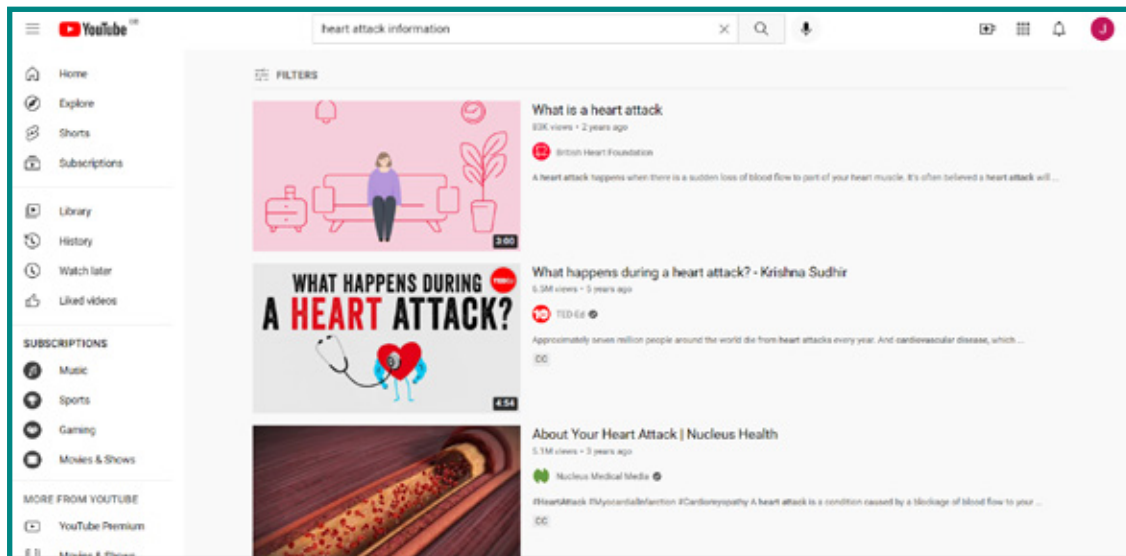 YouTube GB
heart attack information
J
Home
Explore
Shorts
Subscriptions
Library
History
Watch later
Liked videos
SUBSCRIPTIONS
Music
Sports
Gaming
Movies & Shows
MORE FROM YOUTUBE
YouTube Premium
Movies & Shows
FILTERS
3:00
What is a heart attack
83K views • 2 years ago
British Heart Foundation
A heart attack happens when there is a sudden loss of blood flow to part of your heart muscle. It's often believed a heart attack will ...
WHAT HAPPENS DURING
A HEART ATTACK?
TED-Ed
4:54
What happens during a heart attack? - Krishna Sudhir
views • 5 years ago
TED-Ed
Approximately seven million people around the world die from heart attacks every year. And cardiovascular disease, which ...
CC
About Your Heart Attack | Nucleus Health
5.1M views • 3 years ago
Nucleus Medical Media
#HeartAttack #MyocardialInfarction #Cardiomyopathy A heart attack is a condition caused by a blockage of blood flow to your ...
CC